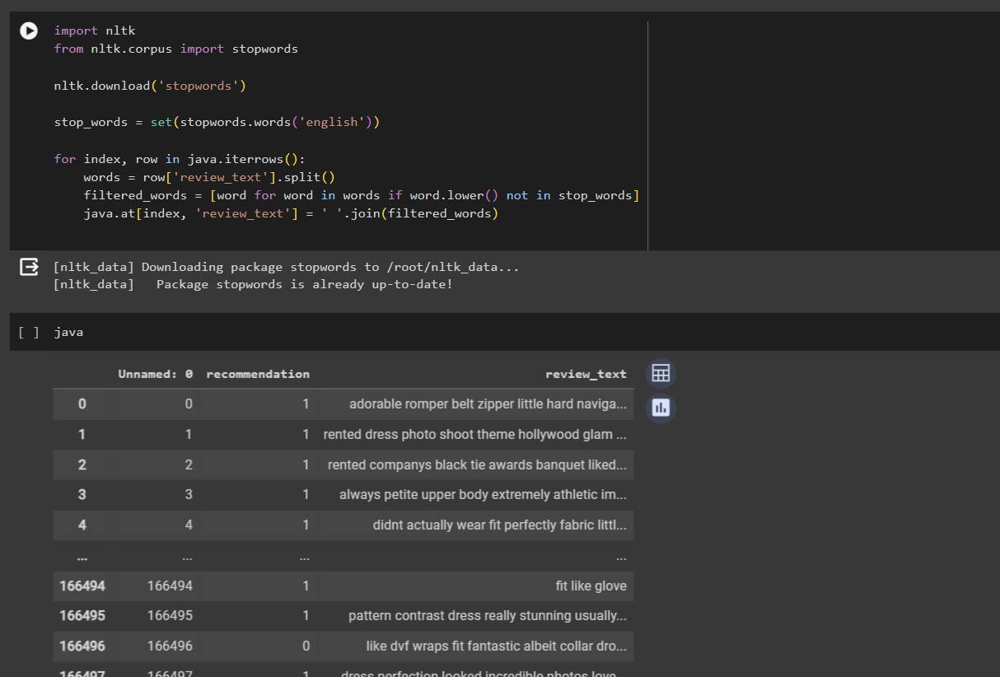 import nltk
from nltk.corpus import stopwords
nltk.download('stopwords')
stop_words = set(stopwords.words('english'))
for index, row in java.iterrows():
words = row['review_text'].split()
filtered_words = [word for word in words if word.lower() not in stop_words]
java.at[index, 'review_text'] = ' '.join(filtered_words)
[nltk_data] Downloading package stopwords to /root/nltk_data...
[nltk_data]   Package stopwords is already up-to-date!
[ ] java
Unnamed: 0 recommendation review_text
0 0 1 adorable romper belt zipper little hard naviga...
1 1 1 rented dress photo shoot theme hollywood glam ...
2 2 1 rented companys black tie awards banquet liked...
3 3 1 always petite upper body extremely athletic im...
4 4 1 didnt actually wear fit perfectly fabric littl...
... ... ... ...
166494 166494 1 fit like glove
166495 166495 1 pattern contrast dress really stunning usually...
166496 166496 0 like dvf wraps fit fantastic albeit collar dro...
166497 166497 1 dress perfection looked incredible photos love...